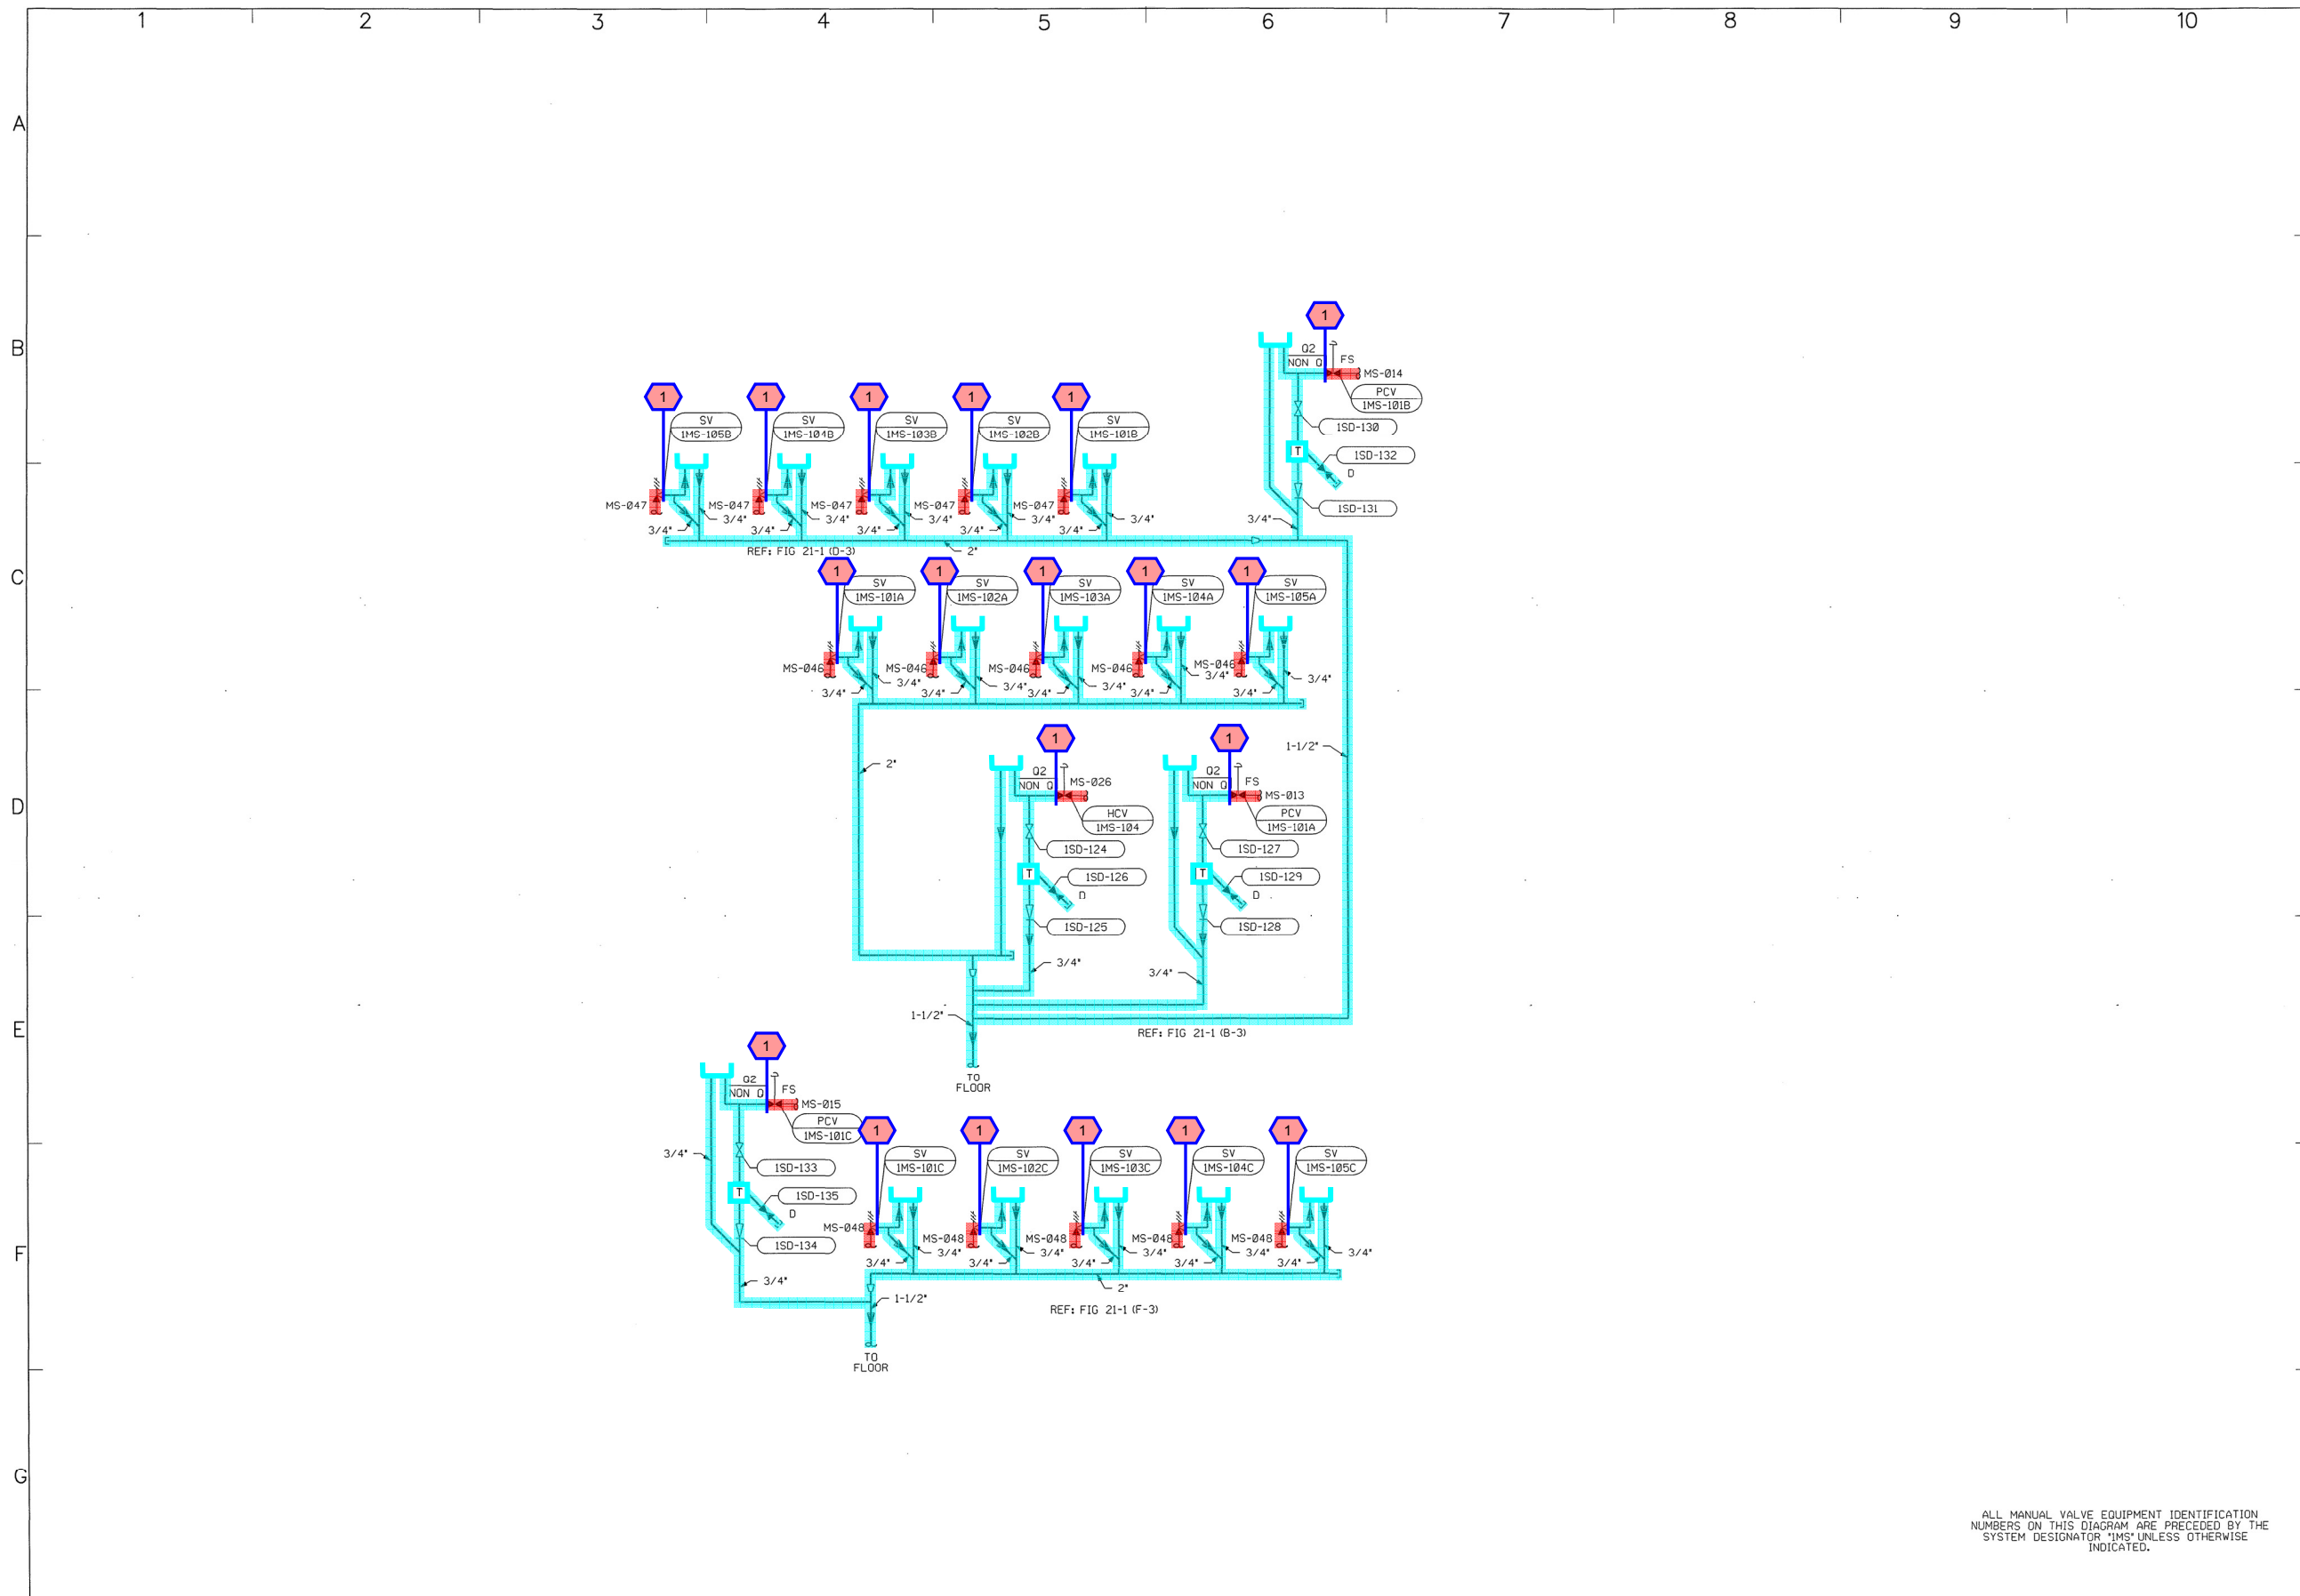 1 2 3 4 5 6 7 8 9 10
A
B
C
D
E
F
G
1
Q2
NON Q
FS
MS-014
PCV
1MS-101B
1SD-130
T
1SD-132
D
1SD-131
3/4"
1 1 1 1 1
SV
1MS-105B
SV
1MS-104B
SV
1MS-103B
SV
1MS-102B
SV
1MS-101B
MS-047 MS-047 MS-047 MS-047 MS-047
3/4" 3/4" 3/4" 3/4" 3/4"
3/4" 3/4" 3/4" 3/4" 3/4"
REF: FIG 21-1 (D-3)
2"
1 1 1 1 1
SV
1MS-101A
SV
1MS-102A
SV
1MS-103A
SV
1MS-104A
SV
1MS-105A
MS-046 MS-046 MS-046 MS-046 MS-046
3/4" 3/4" 3/4" 3/4" 3/4"
3/4" 3/4" 3/4" 3/4" 3/4"
2"
1-1/2"
1
Q2
NON Q
MS-026
HCV
1MS-104
1SD-124
T
1SD-126
D
1SD-125
3/4"
1
Q2
NON Q
FS
MS-013
PCV
1MS-101A
1SD-127
T
1SD-129
D
1SD-128
3/4"
1-1/2"
REF: FIG 21-1 (B-3)
TO
FLOOR
1
Q2
NON Q
FS
MS-015
PCV
1MS-101C
3/4"
1SD-133
T
1SD-135
D
1SD-134
3/4"
1 1 1 1 1
SV
1MS-101C
SV
1MS-102C
SV
1MS-103C
SV
1MS-104C
SV
1MS-105C
MS-048 MS-048 MS-048 MS-048 MS-048
3/4" 3/4" 3/4" 3/4" 3/4"
3/4" 3/4" 3/4" 3/4" 3/4"
2"
1-1/2"
REF: FIG 21-1 (F-3)
TO
FLOOR
ALL MANUAL VALVE EQUIPMENT IDENTIFICATION
NUMBERS ON THIS DIAGRAM ARE PRECEDED BY THE
SYSTEM DESIGNATOR "1MS" UNLESS OTHERWISE
INDICATED.